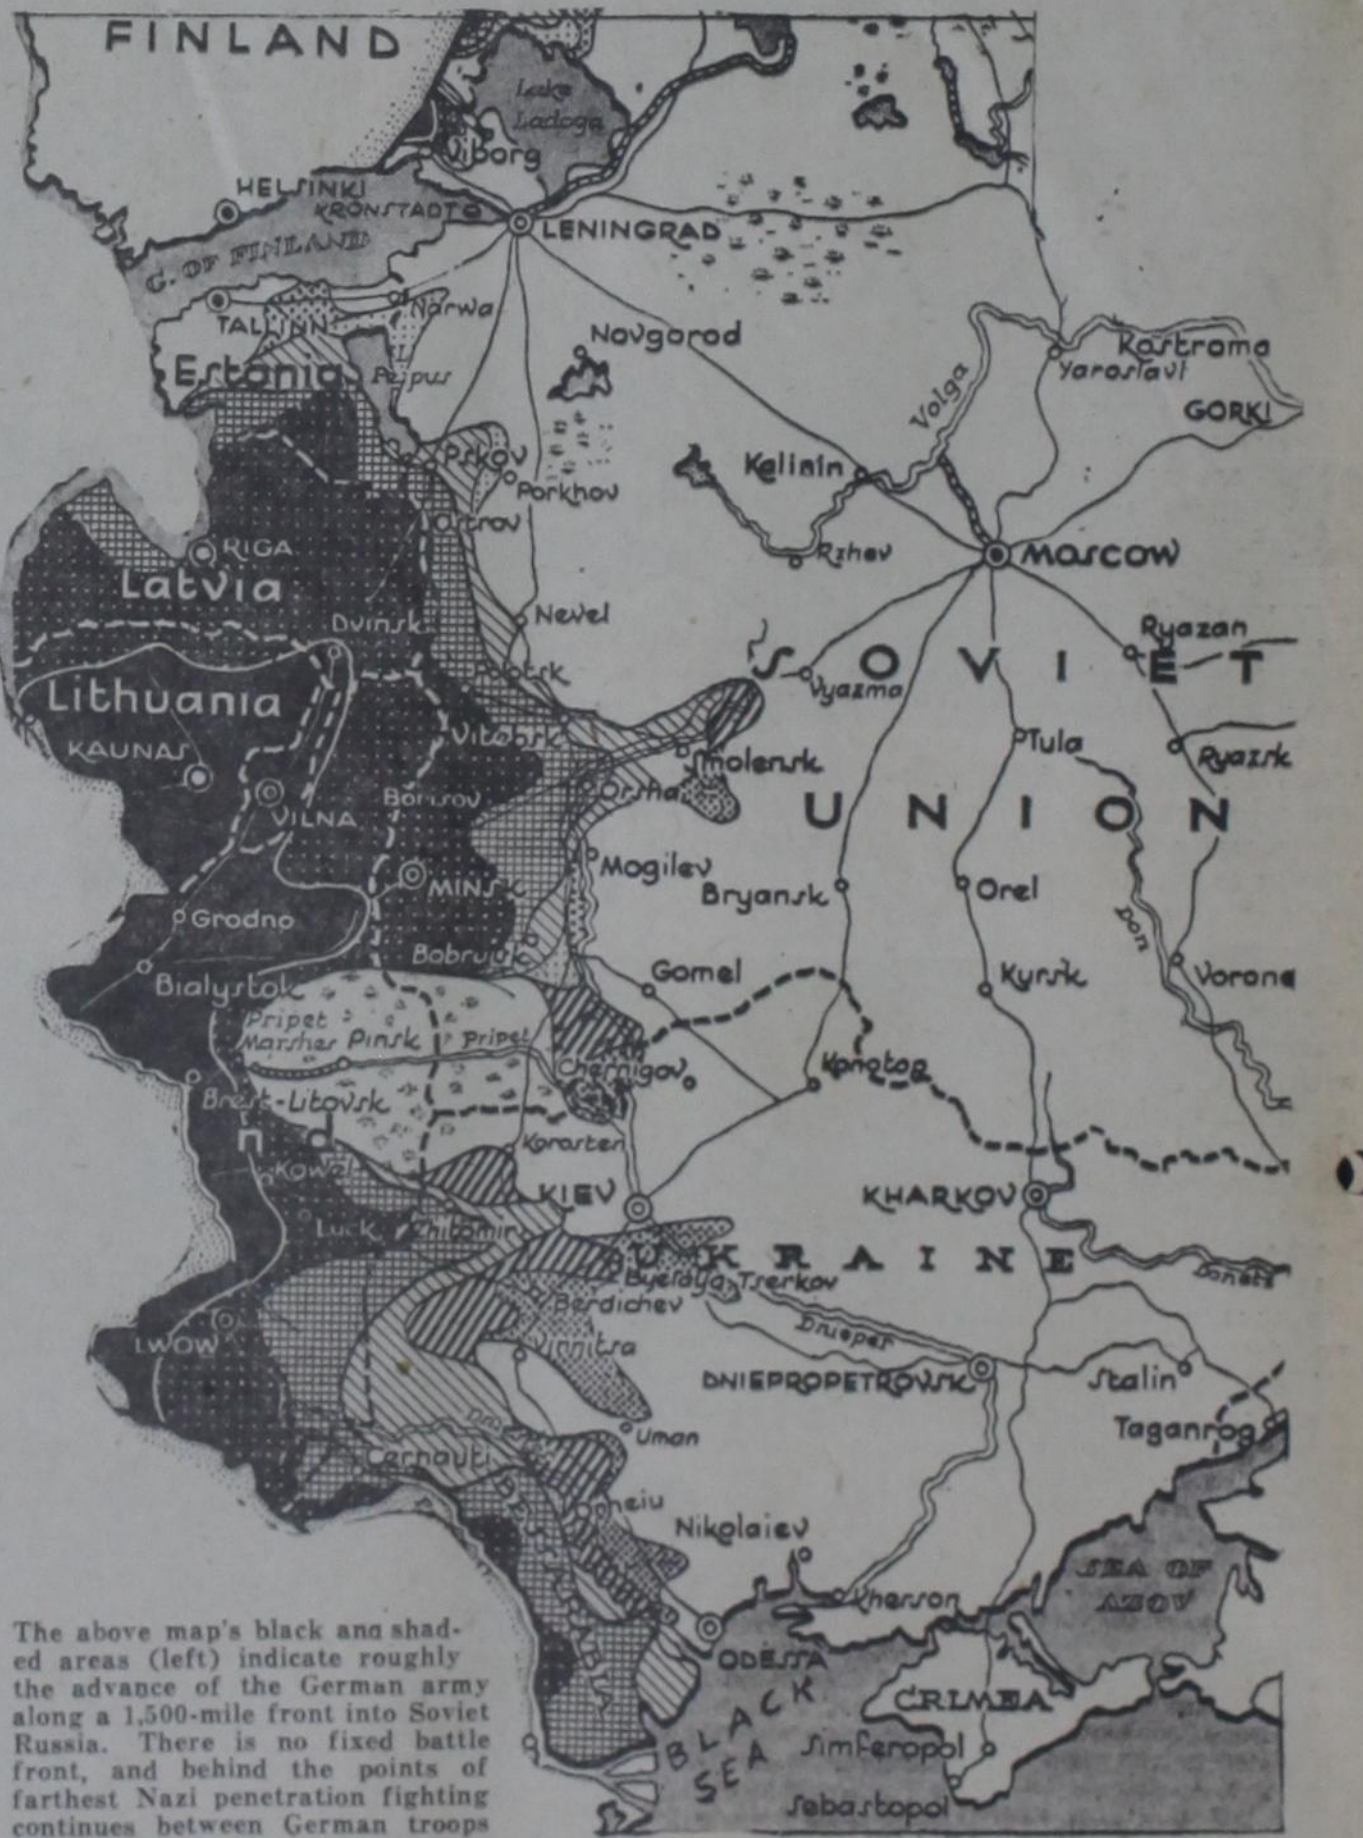 FINLAND
Lake
Ladoga
Viborg
HELSINKI
KRONSTADT
LENINGRAD
G. OF FINLAND
Narwa
TALLINN
Novgorod
Estonia
L.
Peipus
Kostroma
Yaroslavl
Volga
GORKI
Pskov
Kalinin
Porkhov
Ostrov
RIGA
Rzhev
MOSCOW
Latvia
Nevel
Dvinsk
Ryazan
SOVIET
Vyazma
Lithuania
Vitebsk
Tula
KAUNAS
Smolensk
Ryazsk
Borisov
Orsha
VILNA
UNION
Mogilev
MINSK
Bryansk
Orel
Grodno
Don
Bobru
Gomel
Kyrsk
Vorone
Bialystok
Pripet
Marshes
Pinsk
Pripet
Chernigov
Konotop
Brest-Litovsk
nd
Korosten
Kowel
KIEV
KHARKOV
Luck
Zhitomir
UKRAINE
Byelaya Tserkov
Donets
Berdichev
Dnieper
LWOW
Vinnitsa
DNIEPROPETROVSK
Stalin
Taganrog
Uman
Cernauti
BESSARABIA
Nikolaiev
SEA OF
AZOV
Kherson
ODESSA
CRIMEA
BLACK
SEA
Simferopol
Sebastopol
The above map's black and shad-
ed areas (left) indicate roughly
the advance of the German army
along a 1,500-mile front into Soviet
Russia. There is no fixed battle
front, and behind the points of
farthest Nazi penetration fighting
continues between German troops